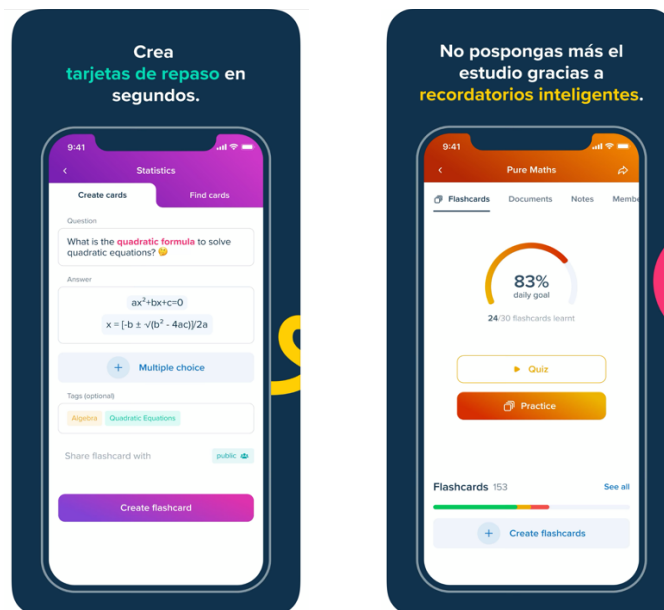 Crea
tarjetas de repaso en
segundos.
9:41
Statistics
Create cards
Find cards
Question
What is the quadratic formula to solve
quadratic equations? 🤔
Answer
ax²+bx+c=0
x = [-b ± √(b² - 4ac)]/2a
+ Multiple choice
Tags (optional)
Algebra Quadratic Equations
Share flashcard with public
Create flashcard
No pospongas más el
estudio gracias a
recordatorios inteligentes.
9:41
Pure Maths
Flashcards Documents Notes Membe
83%
daily goal
24/30 flashcards learnt
Quiz
Practice
Flashcards 153 See all
+ Create flashcards